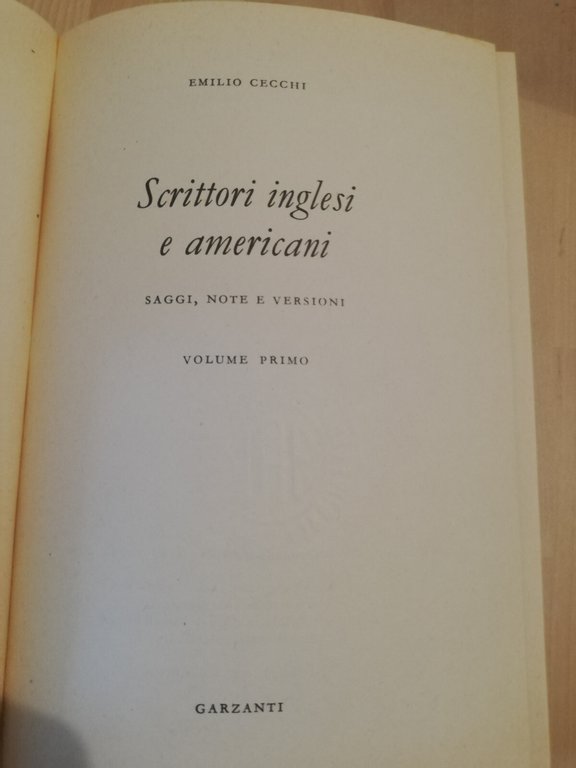 EMILIO CECCHI
Scrittori inglesi
e americani
SAGGI, NOTE E VERSIONI
VOLUME PRIMO
GARZANTI